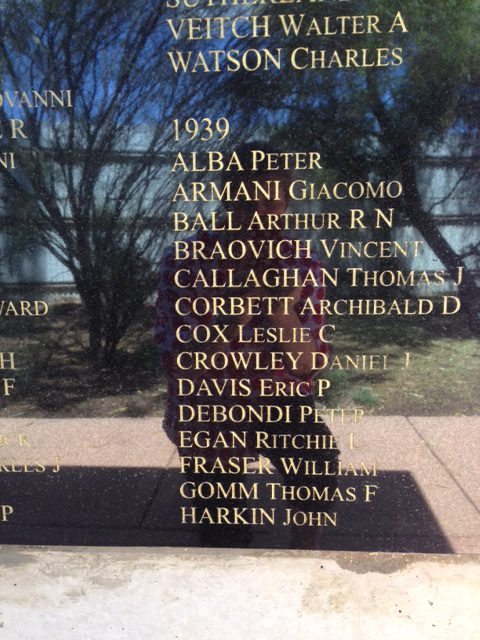 VEITCH WALTER A
WATSON CHARLES
1939
ALBA PETER
ARMANI GIACOMO
BALL ARTHUR R N
BRAOVICH VINCENT
CALLAGHAN THOMAS J
CORBETT ARCHIBALD D
COX LESLIE C
CROWLEY DANIEL J
DAVIS ERIC P
DEBONDI PETER
EGAN RITCHIE
FRASER WILLIAM
GOMM THOMAS F
HARKIN JOHN